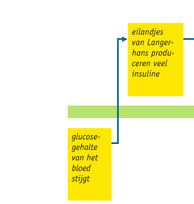 eilandjes
van Langer-
hans produ-
ceren veel
insuline
glucose-
gehalte
van het
bloed
stijgt